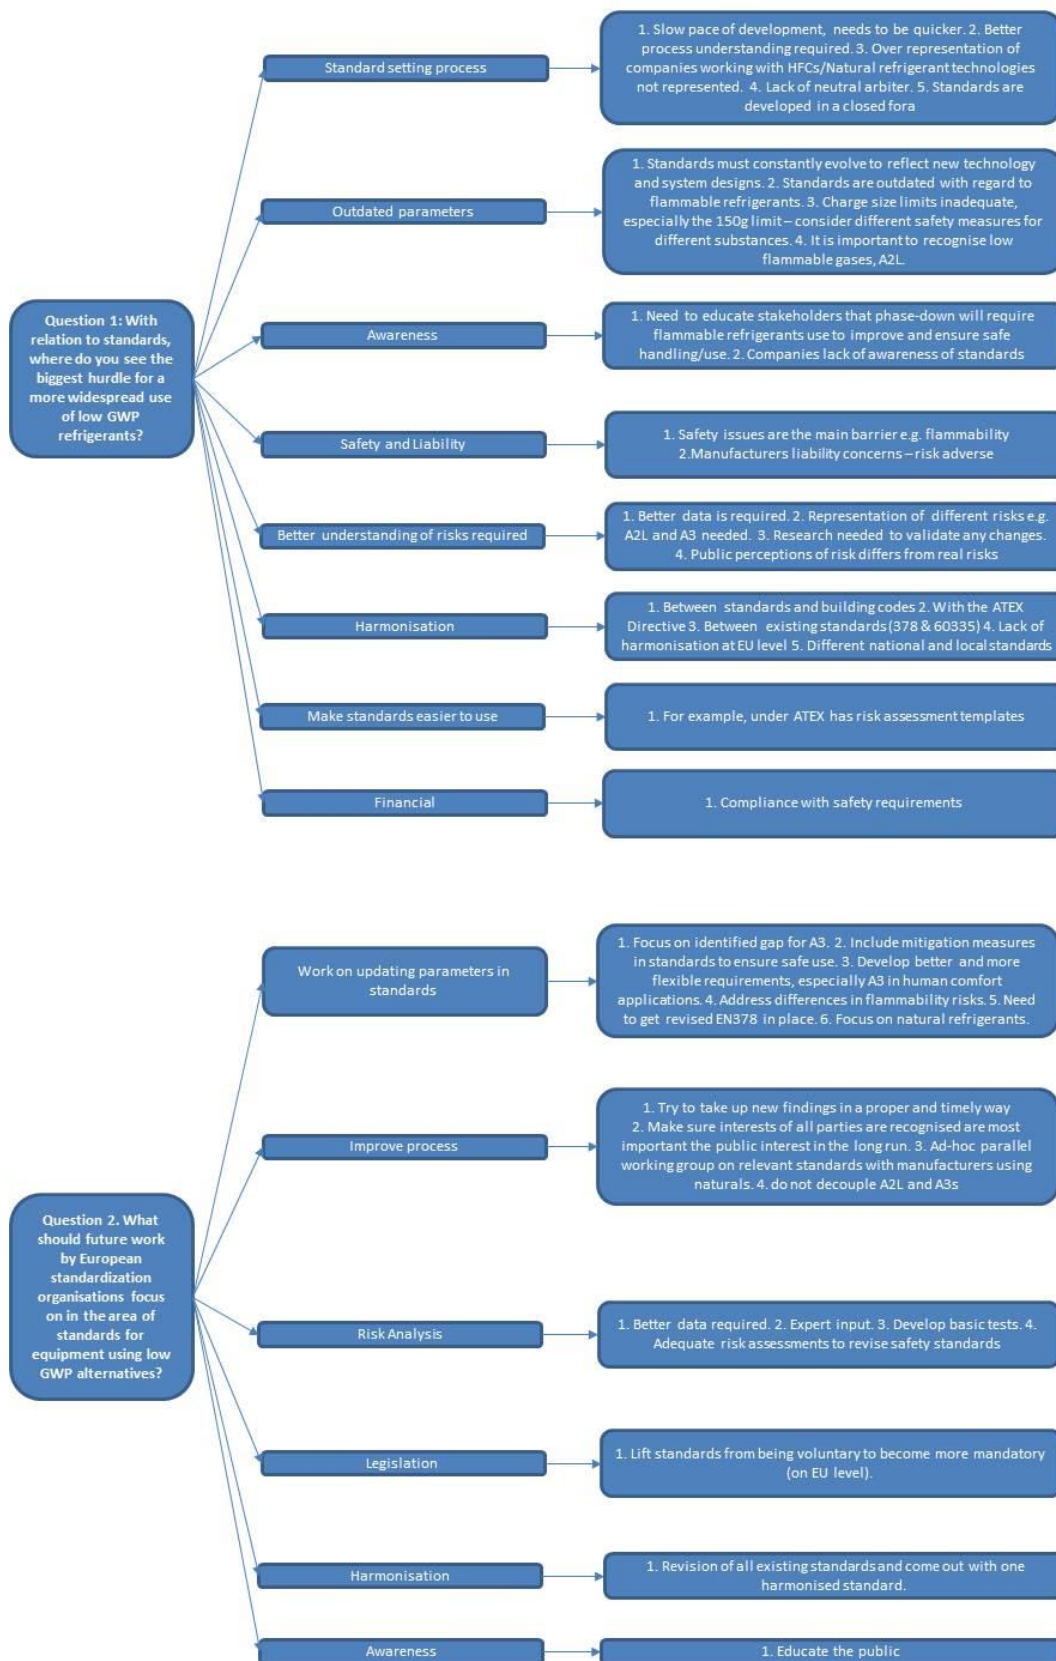 Question 1: With
relation to standards,
where do you see the
biggest hurdle for a
more widespread use
of low GWP
refrigerants?
Standard setting process
1. Slow pace of development, needs to be quicker. 2. Better
process understanding required. 3. Over representation of
companies working with HFCs/Natural refrigerant technologies
not represented. 4. Lack of neutral arbiter. 5. Standards are
developed in a closed fora
Outdated parameters
1. Standards must constantly evolve to reflect new technology
and system designs. 2. Standards are outdated with regard to
flammable refrigerants. 3. Charge size limits inadequate,
especially the 150g limit – consider different safety measures for
different substances. 4. It is important to recognise low
flammable gases, A2L.
Awareness
1. Need to educate stakeholders that phase-down will require
flammable refrigerants use to improve and ensure safe
handling/use. 2. Companies lack of awareness of standards
Safety and Liability
1. Safety issues are the main barrier e.g. flammability
2.Manufacturers liability concerns – risk adverse
Better understanding of risks required
1. Better data is required. 2. Representation of different risks e.g.
A2L and A3 needed. 3. Research needed to validate any changes.
4. Public perceptions of risk differs from real risks
Harmonisation
1. Between standards and building codes 2. With the ATEX
Directive 3. Between existing standards (378 & 60335) 4. Lack of
harmonisation at EU level 5. Different national and local standards
Make standards easier to use
1. For example, under ATEX has risk assessment templates
Financial
1. Compliance with safety requirements
Question 2. What
should future work
by European
standardization
organisations focus
on in the area of
standards for
equipment using low
GWP alternatives?
Work on updating parameters in
standards
1. Focus on identified gap for A3. 2. Include mitigation measures
in standards to ensure safe use. 3. Develop better and more
flexible requirements, especially A3 in human comfort
applications. 4. Address differences in flammability risks. 5. Need
to get revised EN378 in place. 6. Focus on natural refrigerants.
Improve process
1. Try to take up new findings in a proper and timely way
2. Make sure interests of all parties are recognised are most
important the public interest in the long run. 3. Ad-hoc parallel
working group on relevant standards with manufacturers using
naturals. 4. do not decouple A2L and A3s
Risk Analysis
1. Better data required. 2. Expert input. 3. Develop basic tests. 4.
Adequate risk assessments to revise safety standards
Legislation
1. Lift standards from being voluntary to become more mandatory
(on EU level).
Harmonisation
1. Revision of all existing standards and come out with one
harmonised standard.
Awareness
1. Educate the public